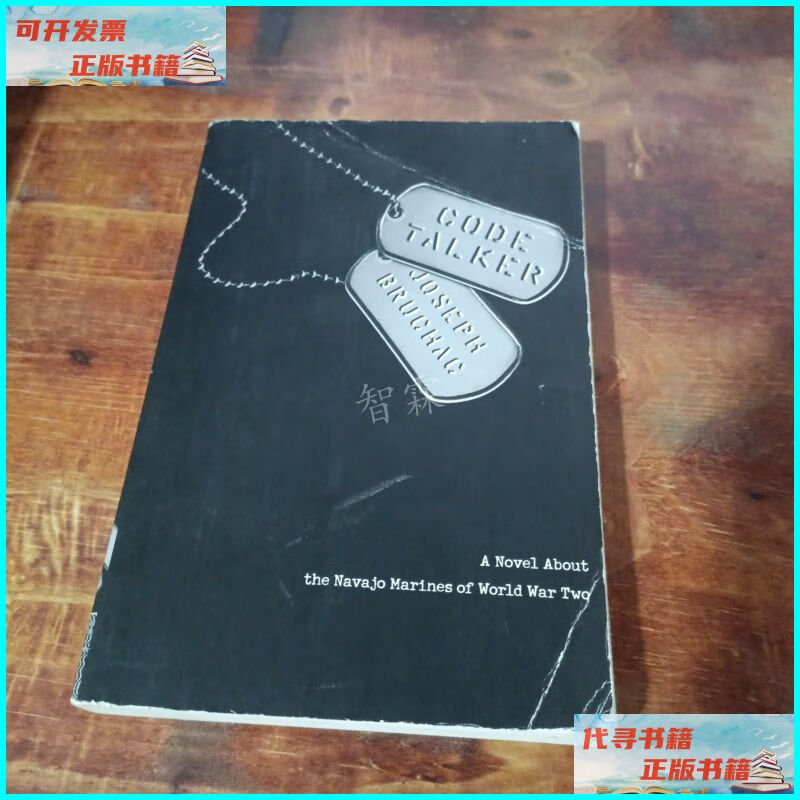 可开发票
正版书籍
CODE
TALKER
JOSEPH
BRUCHAC
智霖
A Novel About
the Navajo Marines of World War Two
代寻书籍
正版书籍